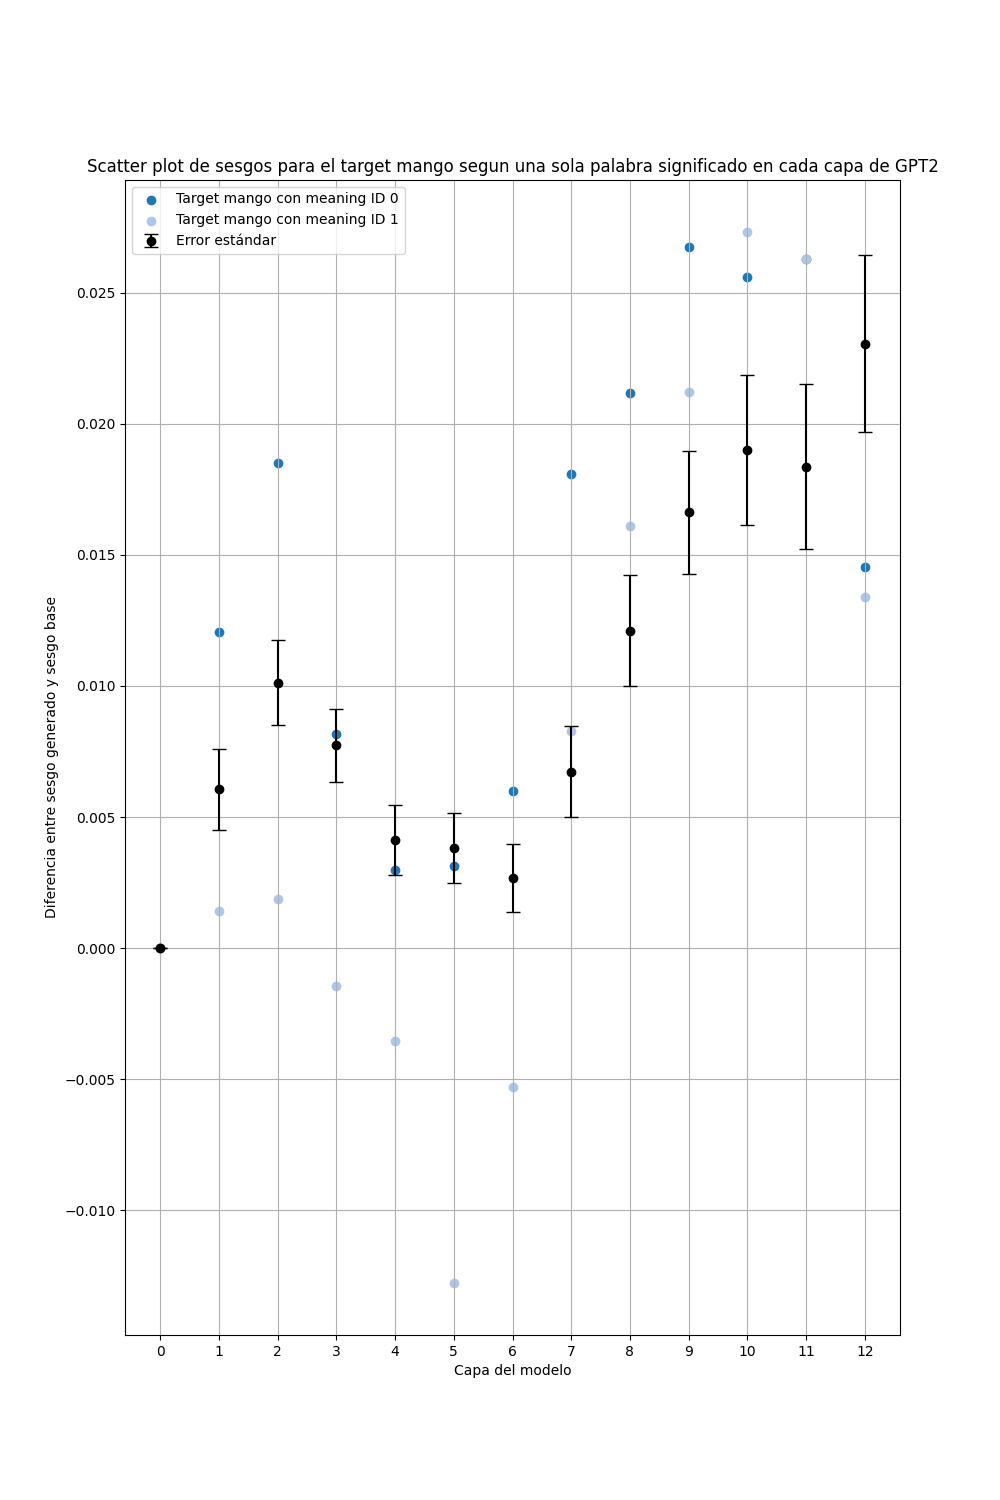 Scatter plot de sesgos para el target mango segun una sola palabra significado en cada capa de GPT2
Target mango con meaning ID 0
Target mango con meaning ID 1
Error estándar
0.025
0.020
0.015
0.010
0.005
0.000
−0.005
−0.010
Diferencia entre sesgo generado y sesgo base
0 1 2 3 4 5 6 7 8 9 10 11 12
Capa del modelo